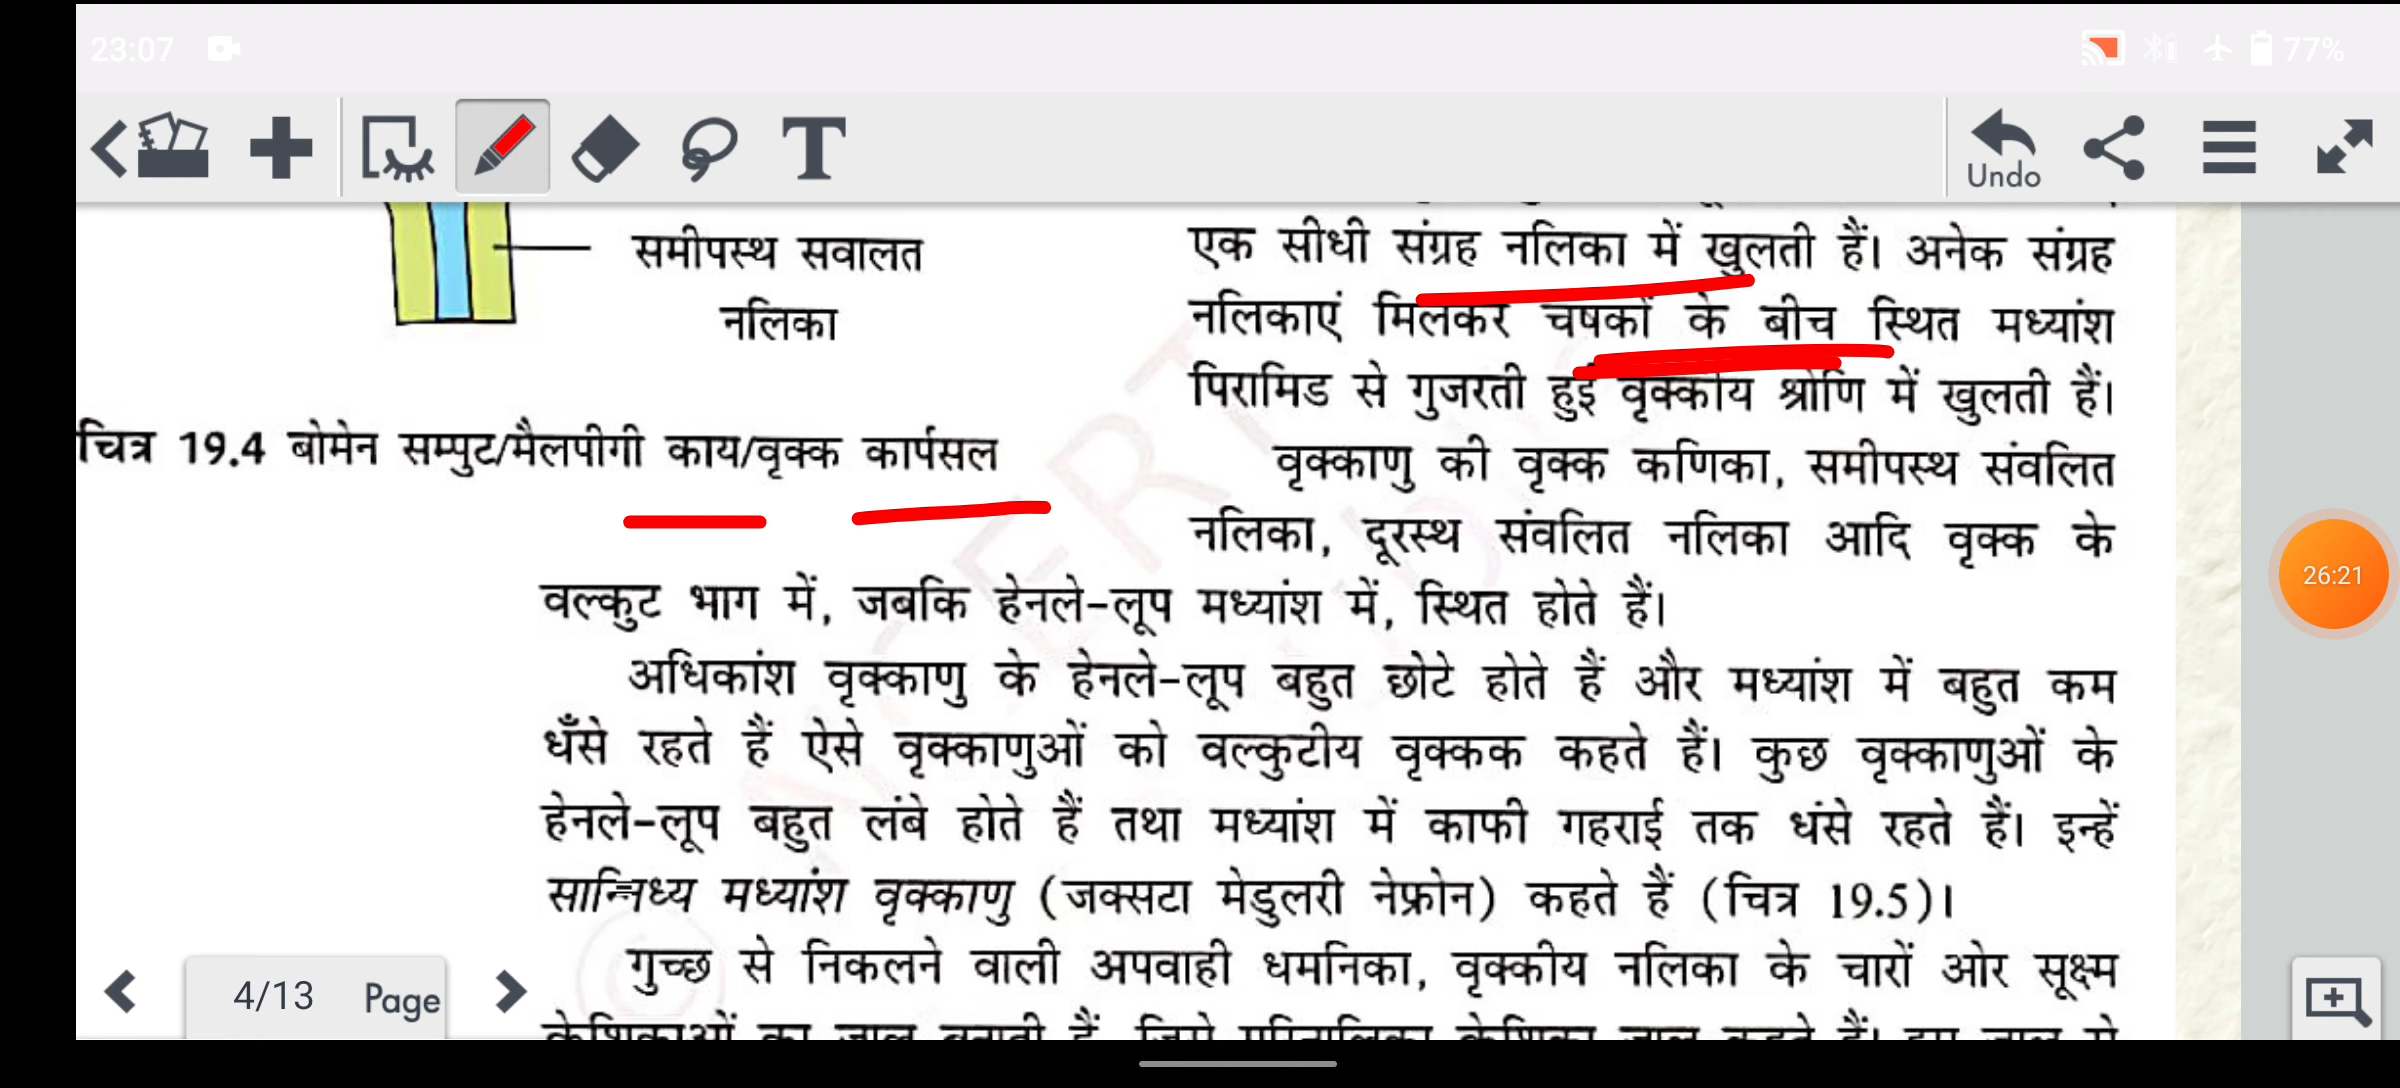 23:07
77%
T
Undo
समीपस्थ सवालत
नलिका
चित्र 19.4 बोमेन सम्पुट/मैलपीगी काय/वृक्क कार्पसल
एक सीधी संग्रह नलिका में खुलती हैं। अनेक संग्रह
नलिकाएं मिलकर चषकों के बीच स्थित मध्यांश
पिरामिड से गुजरती हुई वृक्कीय श्रोणि में खुलती हैं।
वृक्काणु की वृक्क कणिका, समीपस्थ संवलित
नलिका, दूरस्थ संवलित नलिका आदि वृक्क के
वल्कुट भाग में, जबकि हेनले-लूप मध्यांश में, स्थित होते हैं।
अधिकांश वृक्काणु के हेनले-लूप बहुत छोटे होते हैं और मध्यांश में बहुत कम
धँसे रहते हैं ऐसे वृक्काणुओं को वल्कुटीय वृक्कक कहते हैं। कुछ वृक्काणुओं के
हेनले-लूप बहुत लंबे होते हैं तथा मध्यांश में काफी गहराई तक धंसे रहते हैं। इन्हें
सान्निध्य मध्यांश वृक्काणु (जक्सटा मेडुलरी नेफ्रोन) कहते हैं (चित्र 19.5)।
गुच्छ से निकलने वाली अपवाही धमनिका, वृक्कीय नलिका के चारों ओर सूक्ष्म
26:21
4/13 Page